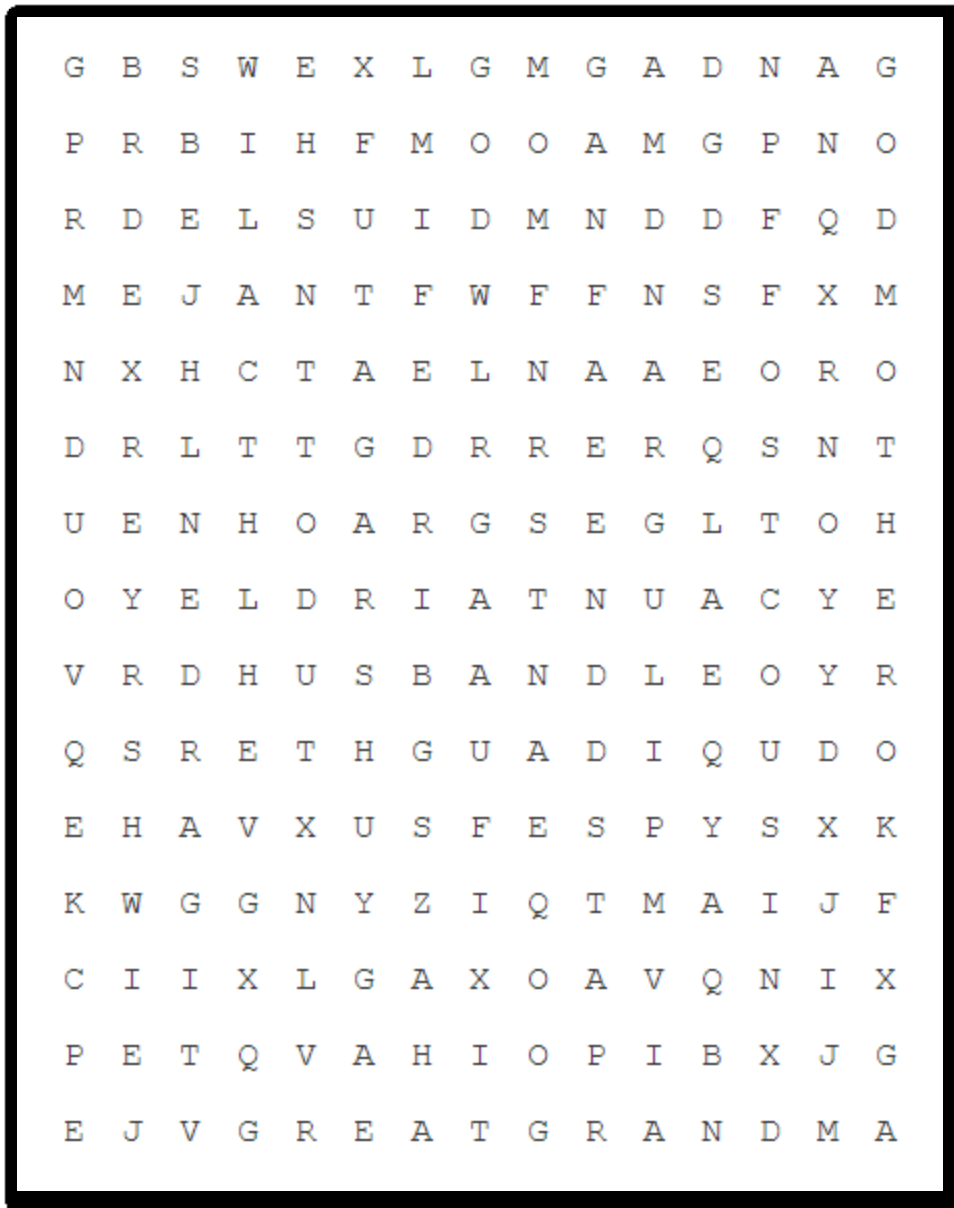 G B S W E X L G M G A D N A G
P R B I H F M O O A M G P N O
R D E L S U I D M N D D F Q D
M E J A N T F W F F N S F X M
N X H C T A E L N A A E O R O
D R L T T G D R R E R Q S N T
U E N H O A R G S E G L T O H
O Y E L D R I A T N U A C Y E
V R D H U S B A N D L E O Y R
Q S R E T H G U A D I Q U D O
E H A V X U S F E S P Y S X K
K W G G N Y Z I Q T M A I J F
C I I X L G A X O A V Q N I X
P E T Q V A H I O P I B X J G
E J V G R E A T G R A N D M A